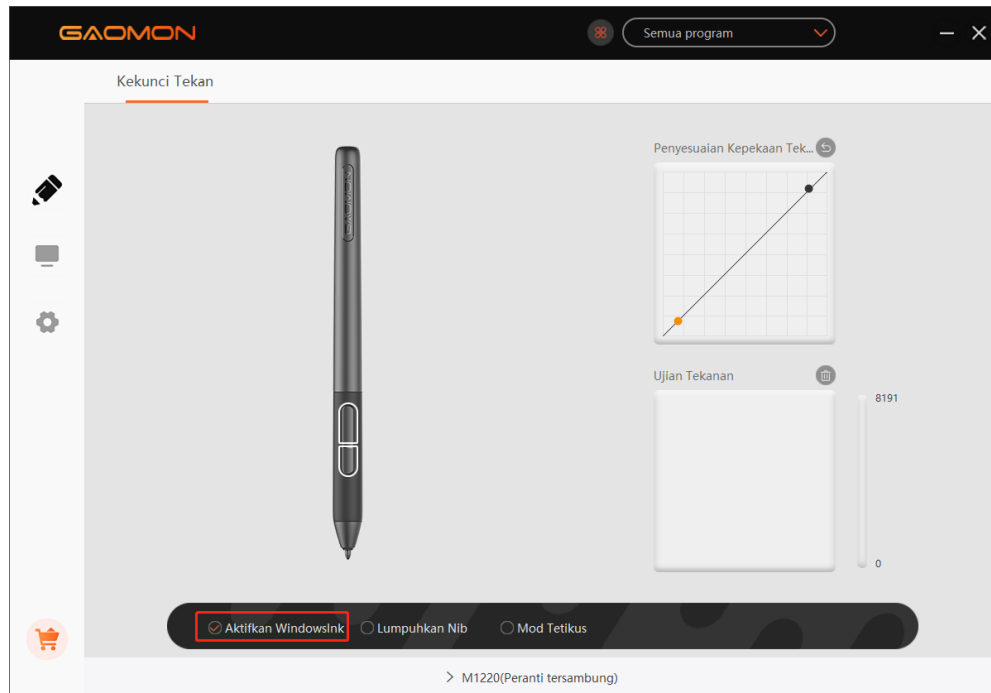 GAOMON
Semua program
Kekunci Tekan
Penyesuaian Kepekaan Tek...
GAOMON
Ujian Tekanan
8191
0
Aktifkan WindowsInk
Lumpuhkan Nib
Mod Tetikus
M1220(Peranti tersambung)